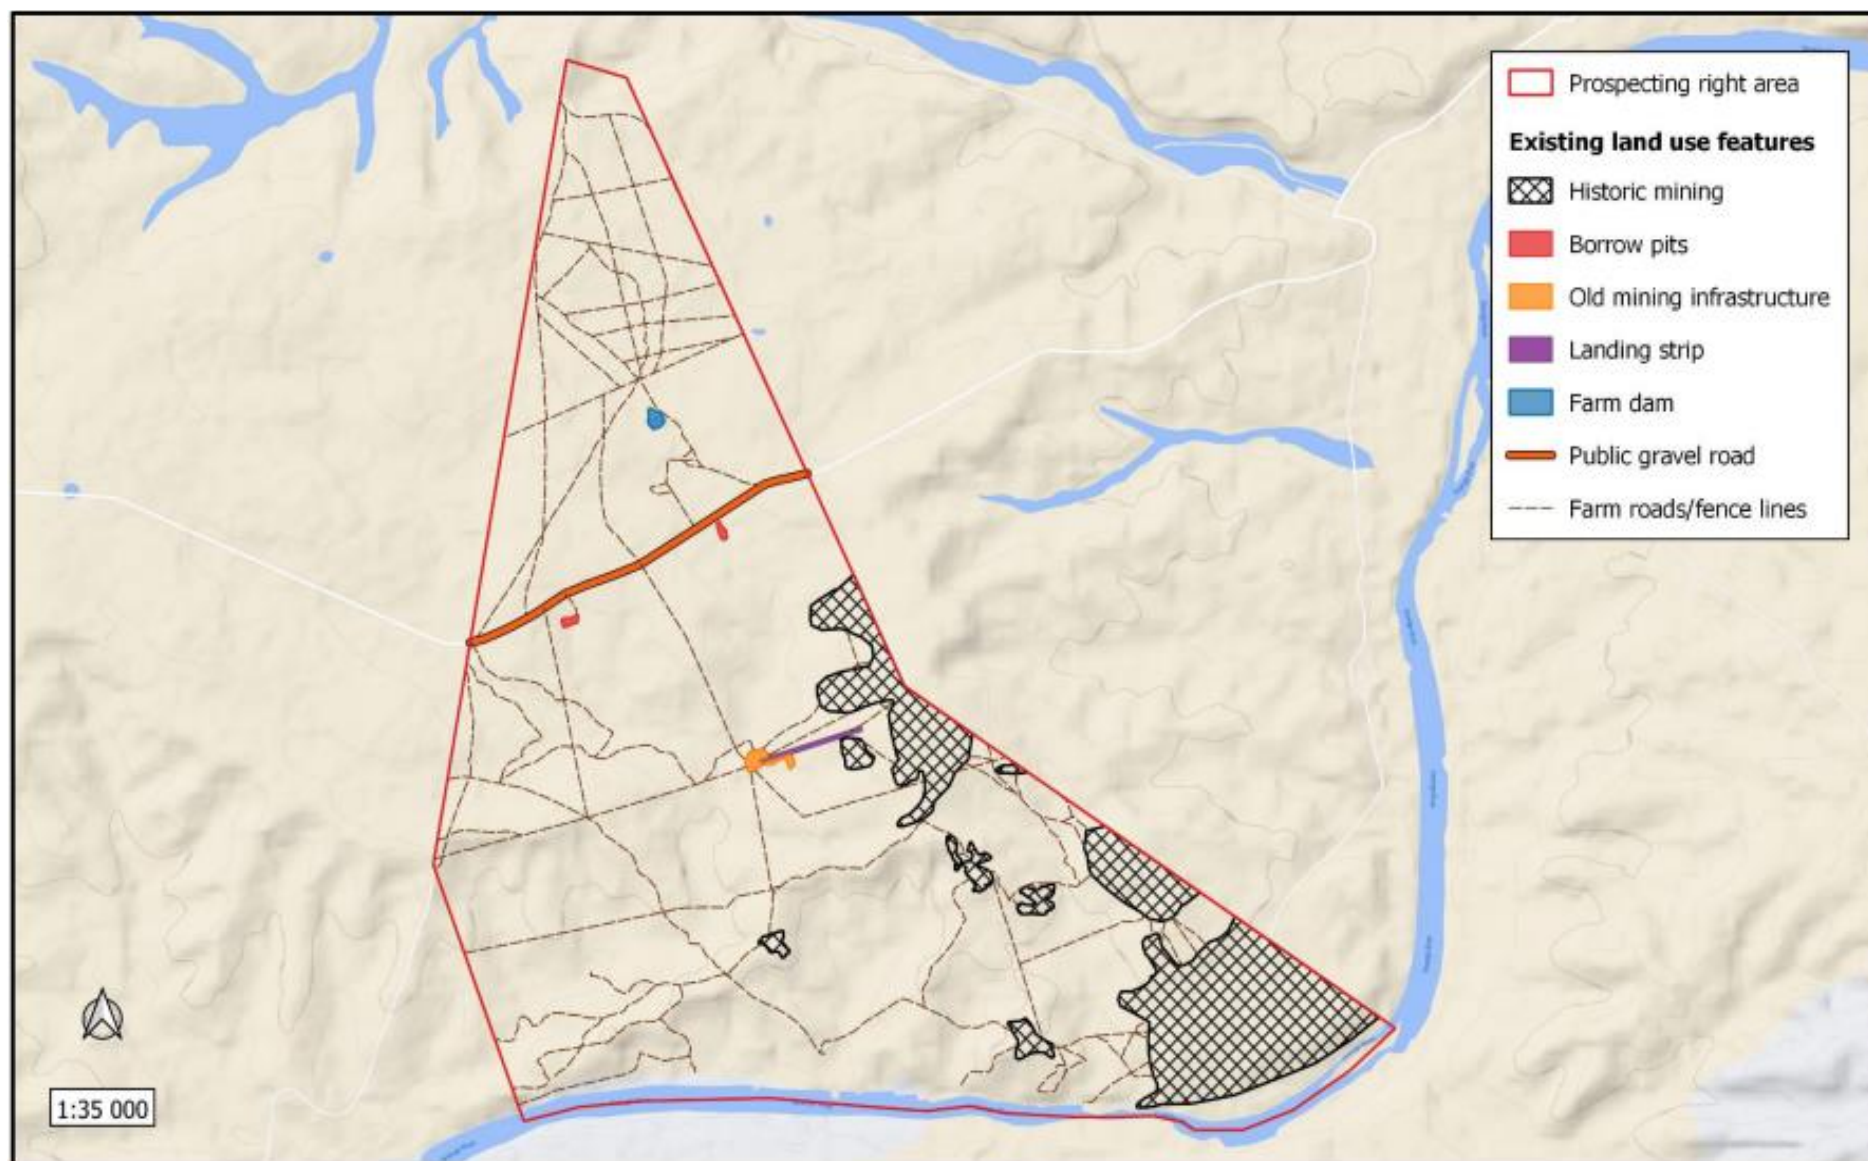 Prospecting right area
Existing land use features
Historic mining
Borrow pits
Old mining infrastructure
Landing strip
Farm dam
Public gravel road
Farm roads/fence lines
1:35 000